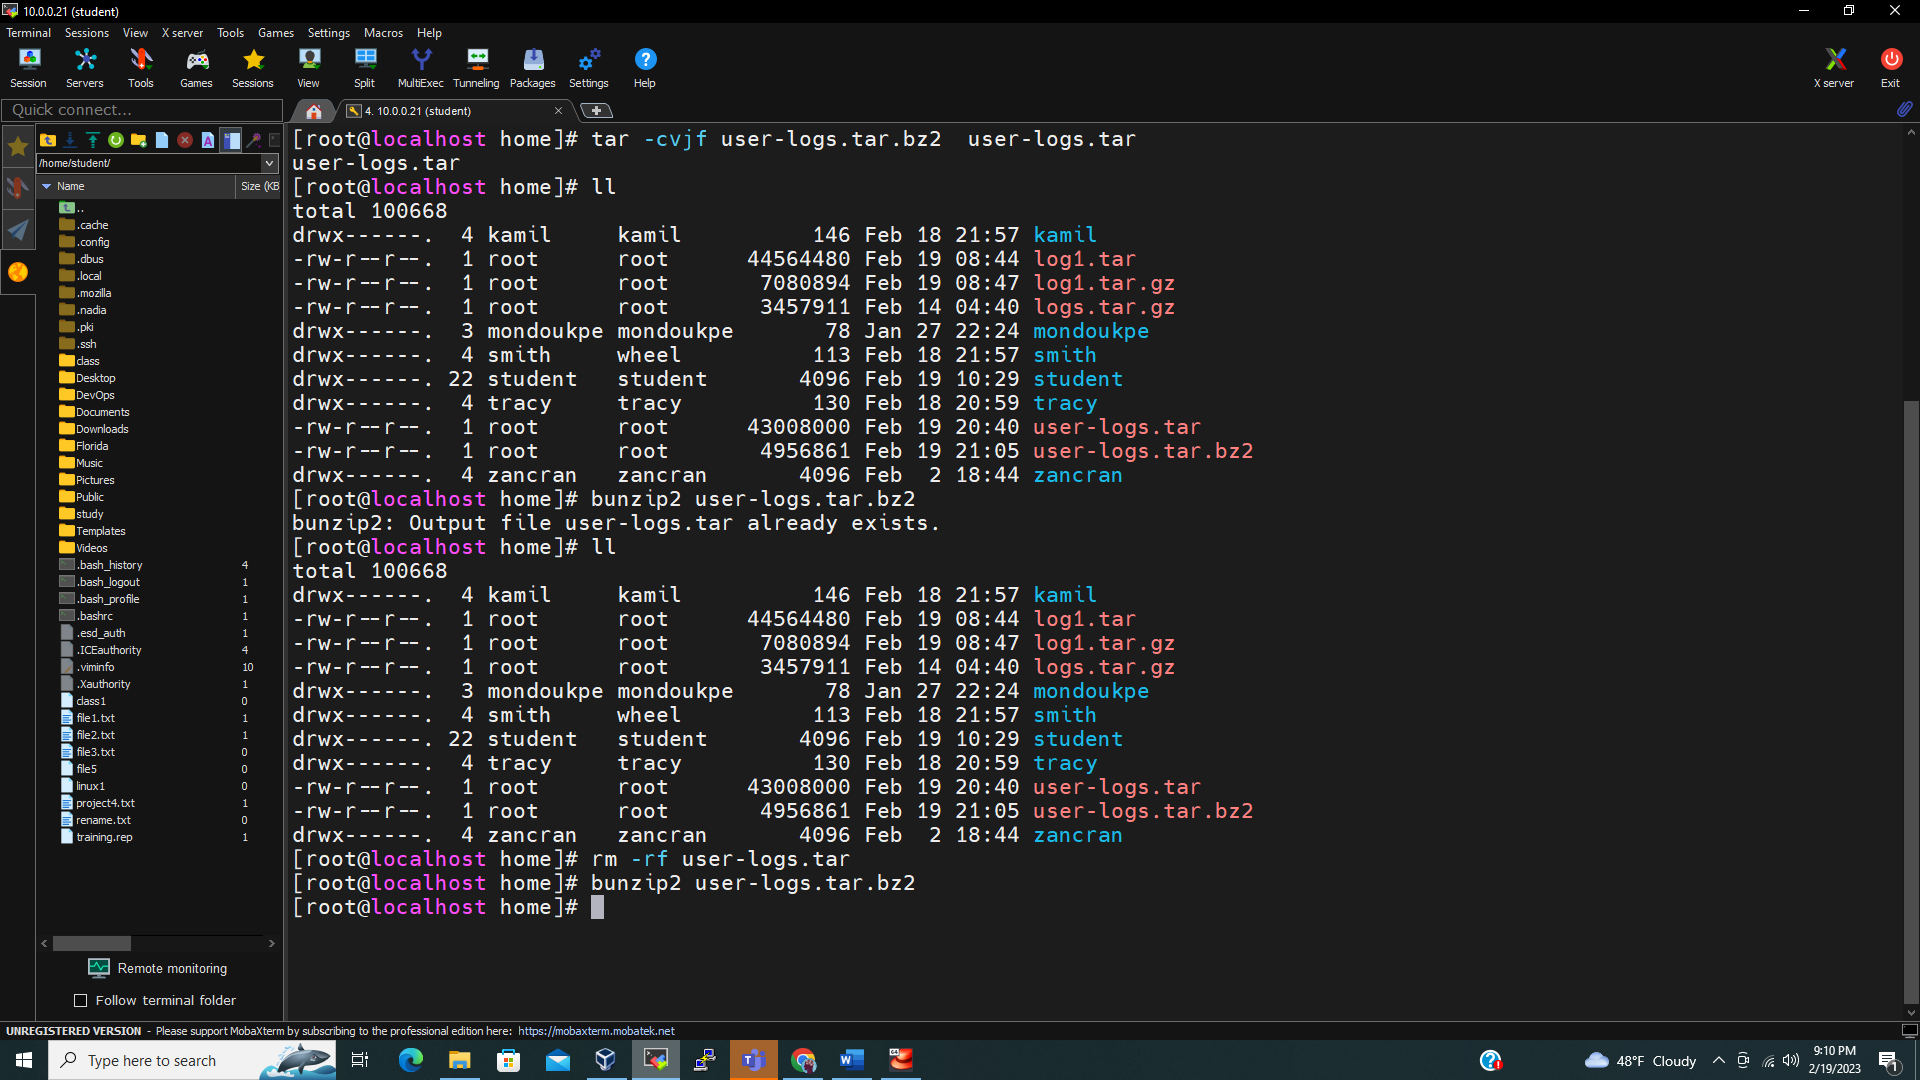 10.0.0.21 (student)
Terminal Sessions View X server Tools Games Settings Macros Help
Session Servers Tools Games Sessions View Split MultiExec Tunneling Packages Settings Help X server Exit
Quick connect...
4. 10.0.0.21 (student)
/home/student/
Name Size (KB
..
.cache
.config
.dbus
.local
.mozilla
.nadia
.pki
.ssh
class
Desktop
DevOps
Documents
Downloads
Florida
Music
Pictures
Public
study
Templates
Videos
.bash_history 4
.bash_logout 1
.bash_profile 1
.bashrc 1
.esd_auth 1
.ICEauthority 4
.viminfo 10
.Xauthority 1
class1 0
file1.txt 1
file2.txt 1
file3.txt 0
file5 0
linux1 0
project4.txt 1
rename.txt 0
training.rep 1
Remote monitoring
Follow terminal folder
[root@localhost home]# tar -cvjf user-logs.tar.bz2  user-logs.tar
user-logs.tar
[root@localhost home]# ll
total 100668
drwx------.  4 kamil     kamil          146 Feb 18 21:57 kamil
-rw-r--r--.  1 root      root      44564480 Feb 19 08:44 log1.tar
-rw-r--r--.  1 root      root       7080894 Feb 19 08:47 log1.tar.gz
-rw-r--r--.  1 root      root       3457911 Feb 14 04:40 logs.tar.gz
drwx------.  3 mondoukpe mondoukpe       78 Jan 27 22:24 mondoukpe
drwx------.  4 smith     wheel          113 Feb 18 21:57 smith
drwx------. 22 student   student       4096 Feb 19 10:29 student
drwx------.  4 tracy     tracy          130 Feb 18 20:59 tracy
-rw-r--r--.  1 root      root      43008000 Feb 19 20:40 user-logs.tar
-rw-r--r--.  1 root      root       4956861 Feb 19 21:05 user-logs.tar.bz2
drwx------.  4 zancran   zancran       4096 Feb  2 18:44 zancran
[root@localhost home]# bunzip2 user-logs.tar.bz2
bunzip2: Output file user-logs.tar already exists.
[root@localhost home]# ll
total 100668
drwx------.  4 kamil     kamil          146 Feb 18 21:57 kamil
-rw-r--r--.  1 root      root      44564480 Feb 19 08:44 log1.tar
-rw-r--r--.  1 root      root       7080894 Feb 19 08:47 log1.tar.gz
-rw-r--r--.  1 root      root       3457911 Feb 14 04:40 logs.tar.gz
drwx------.  3 mondoukpe mondoukpe       78 Jan 27 22:24 mondoukpe
drwx------.  4 smith     wheel          113 Feb 18 21:57 smith
drwx------. 22 student   student       4096 Feb 19 10:29 student
drwx------.  4 tracy     tracy          130 Feb 18 20:59 tracy
-rw-r--r--.  1 root      root      43008000 Feb 19 20:40 user-logs.tar
-rw-r--r--.  1 root      root       4956861 Feb 19 21:05 user-logs.tar.bz2
drwx------.  4 zancran   zancran       4096 Feb  2 18:44 zancran
[root@localhost home]# rm -rf user-logs.tar
[root@localhost home]# bunzip2 user-logs.tar.bz2
[root@localhost home]#
UNREGISTERED VERSION - Please support MobaXterm by subscribing to the professional edition here: https://mobaxterm.mobatek.net
Type here to search
48°F Cloudy
9:10 PM
2/19/2023
1